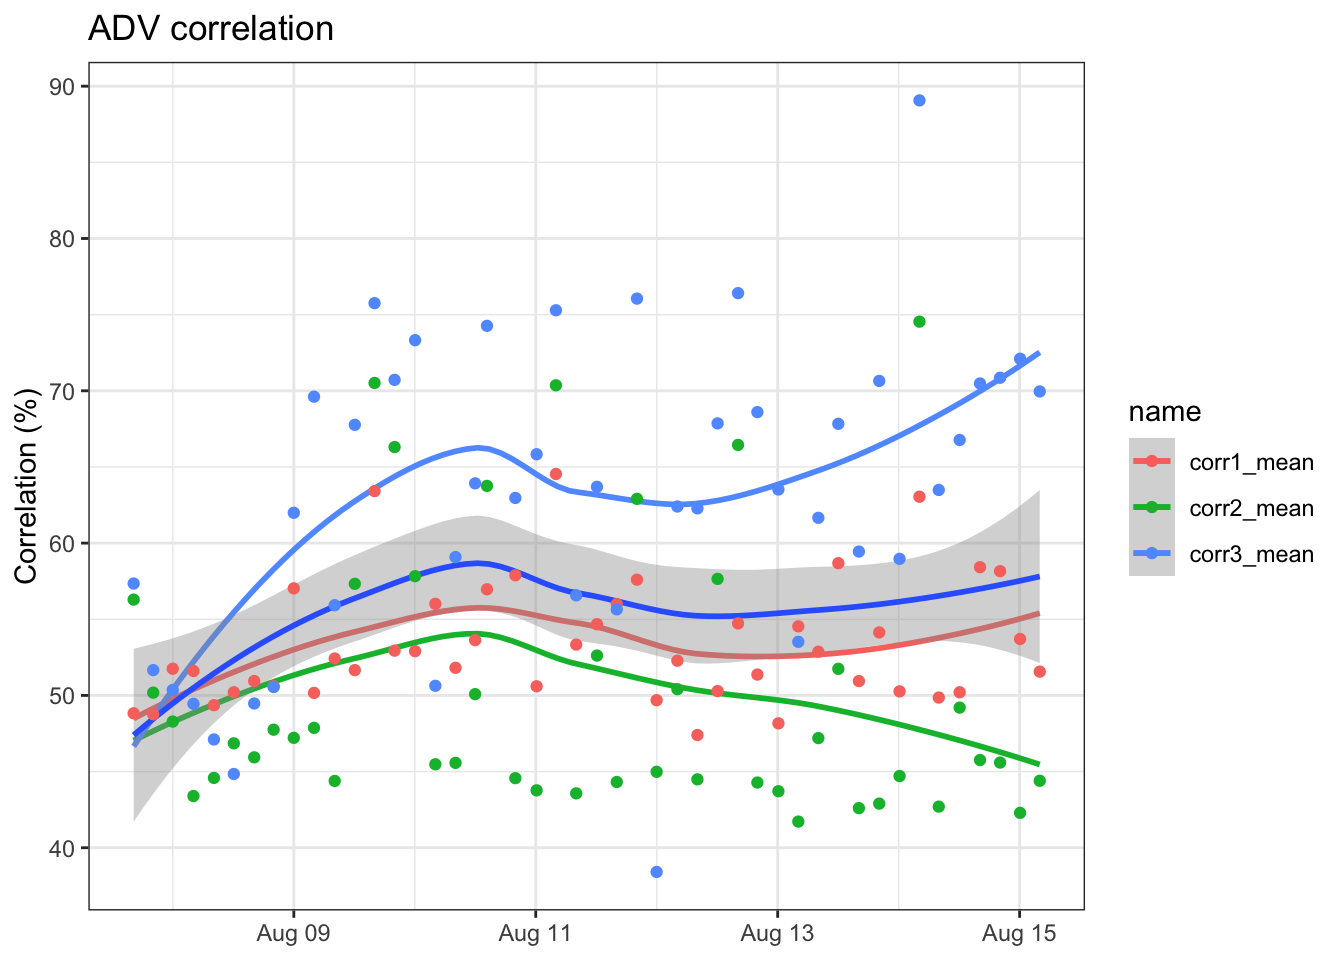 ADV correlation
Correlation (%)
90
80
70
60
50
40
Aug 09
Aug 11
Aug 13
Aug 15
name
corr1_mean
corr2_mean
corr3_mean